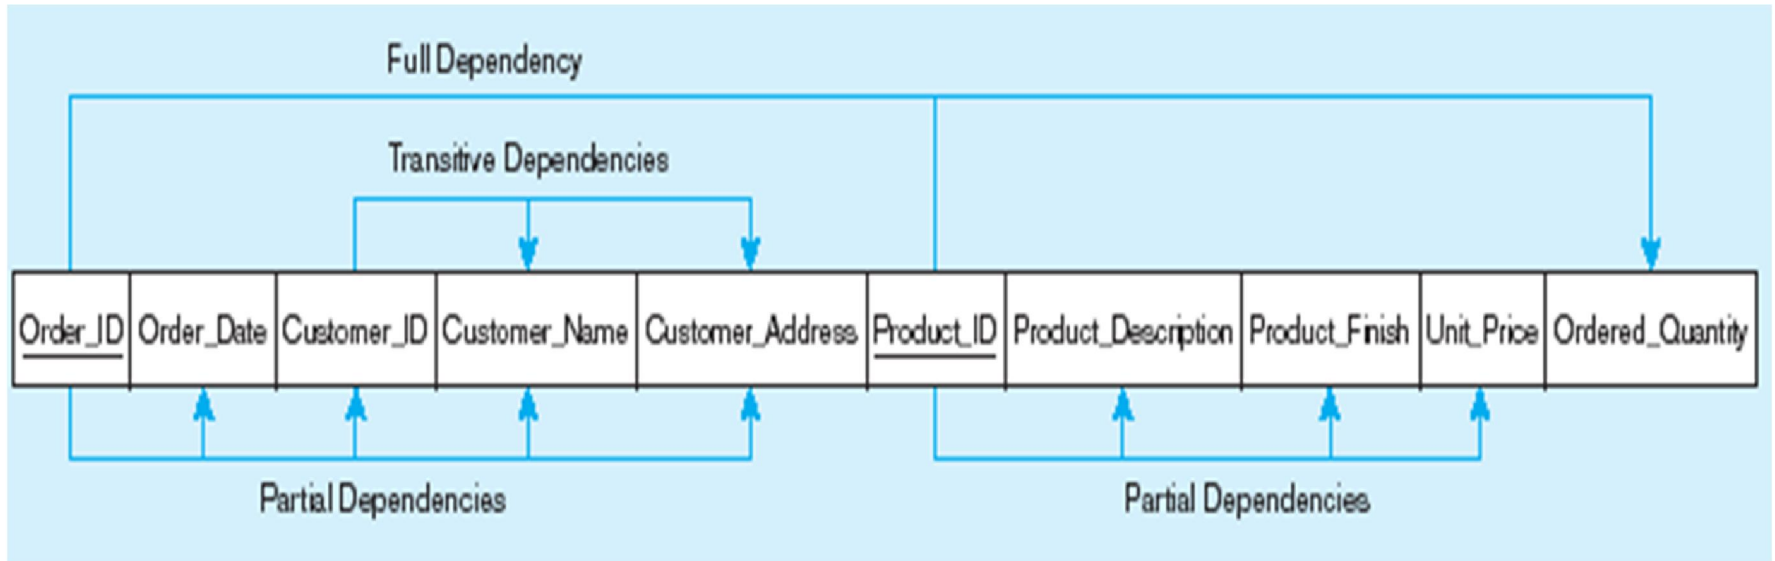 Full Dependency
Transitive Dependencies
Order_ID Order_Date Customer_ID Customer_Name Customer_Address Product_ID Product_Description Product_Finish Unit_Price Ordered_Quantity
Partial Dependencies Partial Dependencies